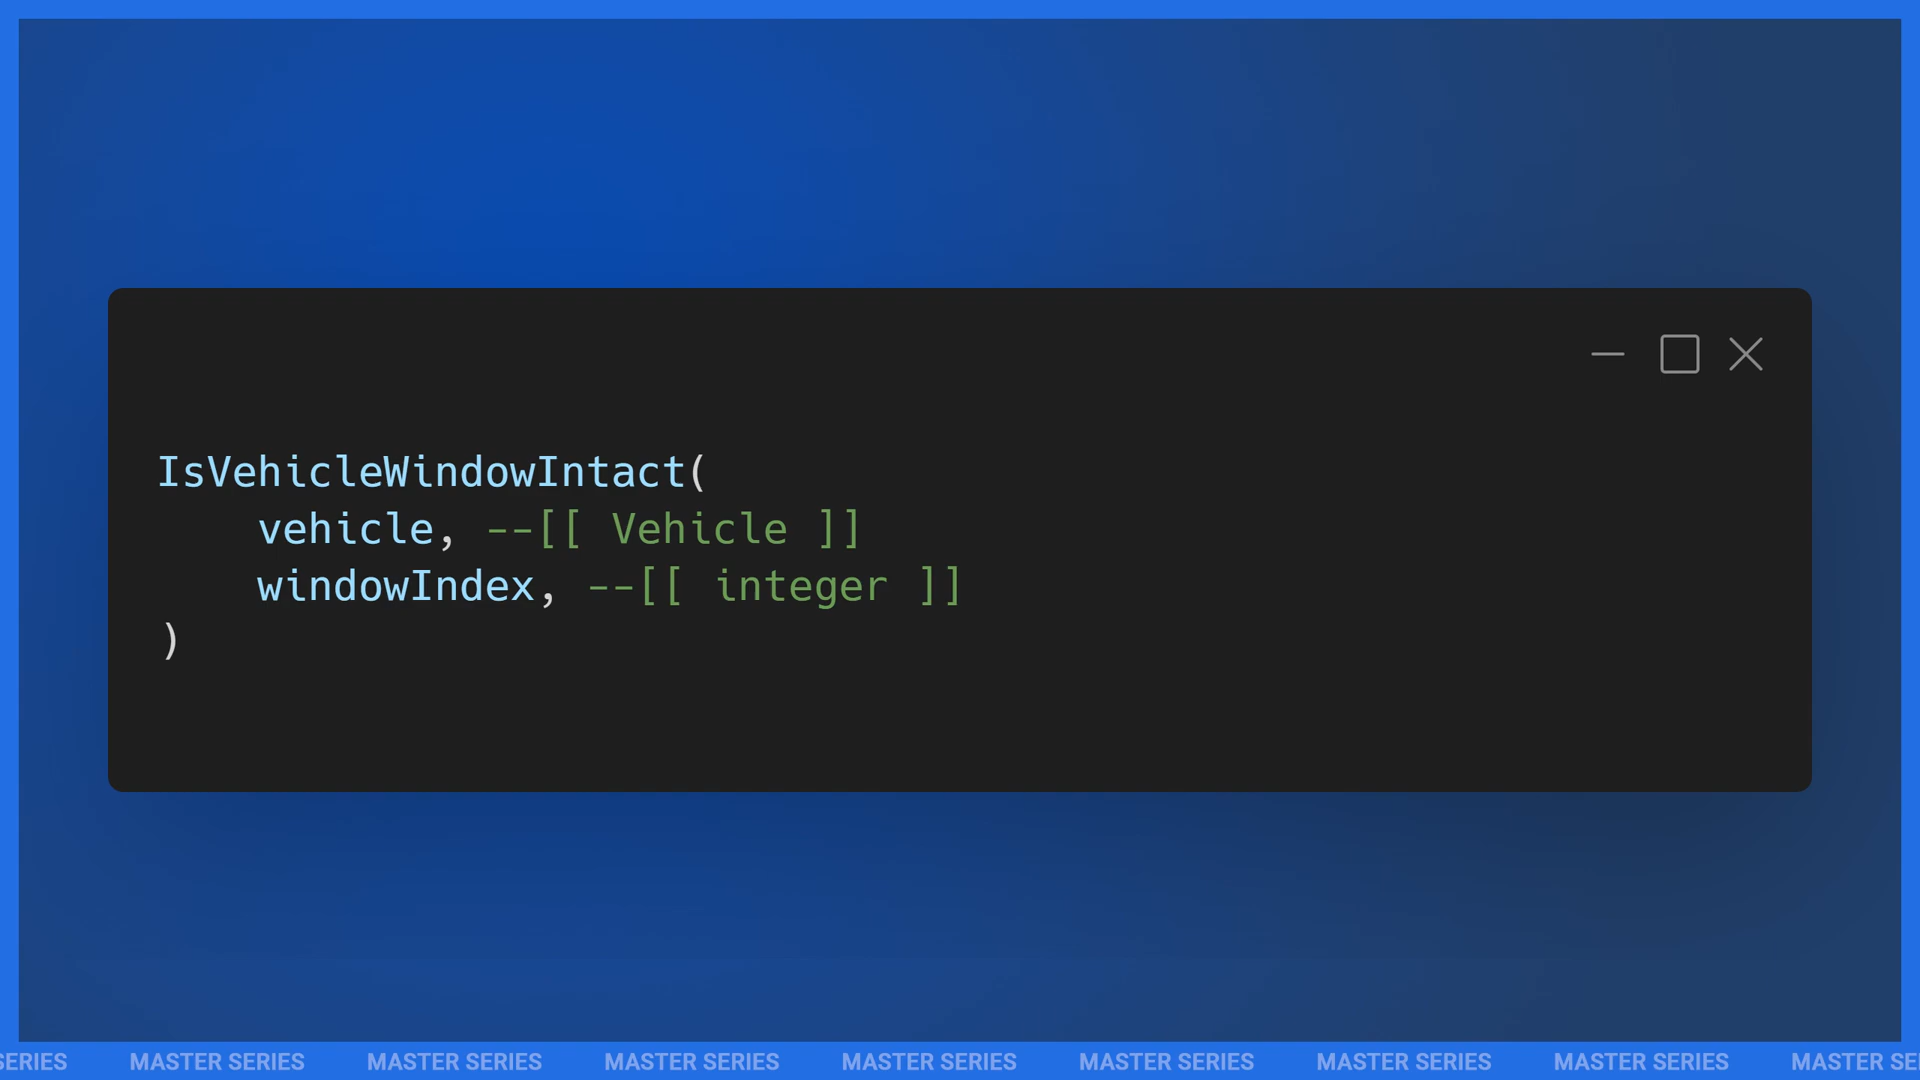 IsVehicleWindowIntact(
    vehicle, --[[ Vehicle ]]
    windowIndex, --[[ integer ]]
)
SERIES MASTER SERIES MASTER SERIES MASTER SERIES MASTER SERIES MASTER SERIES MASTER SERIES MASTER SERIES MASTER SE